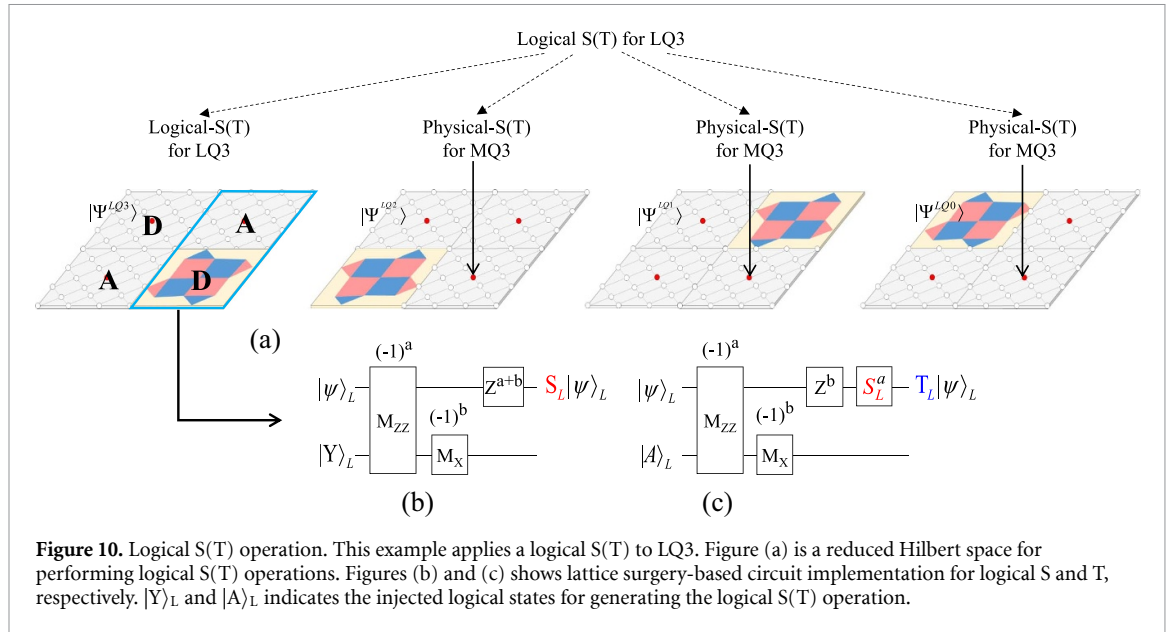 Logical S(T) for LQ3
Logical-S(T)
for LQ3
Physical-S(T)
for MQ3
Physical-S(T)
for MQ3
Physical-S(T)
for MQ3
|Ψ^{LQ3}⟩
D
A
A
D
|Ψ^{LQ2}⟩
|Ψ^{LQ1}⟩
|Ψ^{LQ0}⟩
(a)
(-1)^a
|ψ⟩_L
M_{ZZ}
(-1)^b
Z^{a+b}
S_L|ψ⟩_L
|Y⟩_L
M_X
(b)
(-1)^a
|ψ⟩_L
M_{ZZ}
(-1)^b
Z^b
S_L^a
T_L|ψ⟩_L
|A⟩_L
M_X
(c)
Figure 10. Logical S(T) operation. This example applies a logical S(T) to LQ3. Figure (a) is a reduced Hilbert space for
performing logical S(T) operations. Figures (b) and (c) shows lattice surgery-based circuit implementation for logical S and T,
respectively. |Y⟩_L and |A⟩_L indicates the injected logical states for generating the logical S(T) operation.